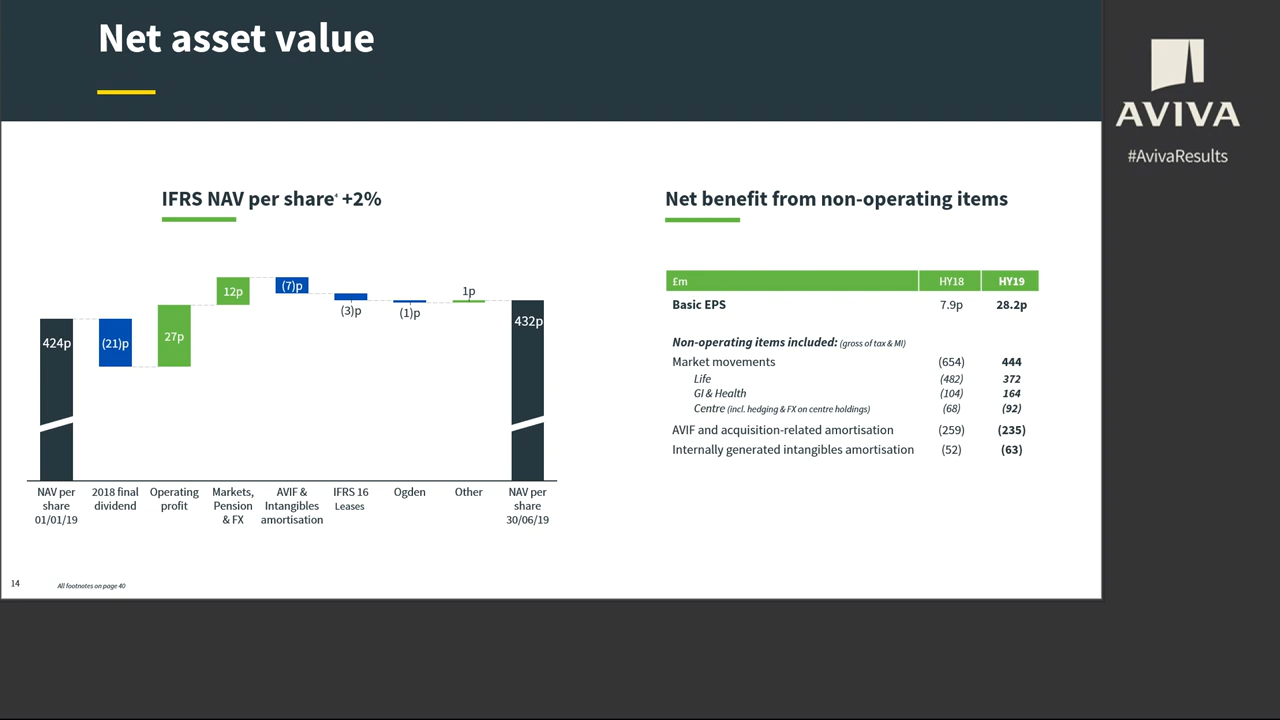 Net asset value
AVIVA
#AvivaResults
IFRS NAV per share⁴ +2%
424p
(21)p
27p
12p
(7)p
(3)p
(1)p
1p
432p
NAV per share 01/01/19
2018 final dividend
Operating profit
Markets, Pension & FX
AVIF & Intangibles amortisation
IFRS 16 Leases
Ogden
Other
NAV per share 30/06/19
Net benefit from non-operating items
£m HY18 HY19
Basic EPS 7.9p 28.2p
Non-operating items included: (gross of tax & MI)
Market movements (654) 444
Life (482) 372
GI & Health (104) 164
Centre (incl. hedging & FX on centre holdings) (68) (92)
AVIF and acquisition-related amortisation (259) (235)
Internally generated intangibles amortisation (52) (63)
14
All footnotes on page 40